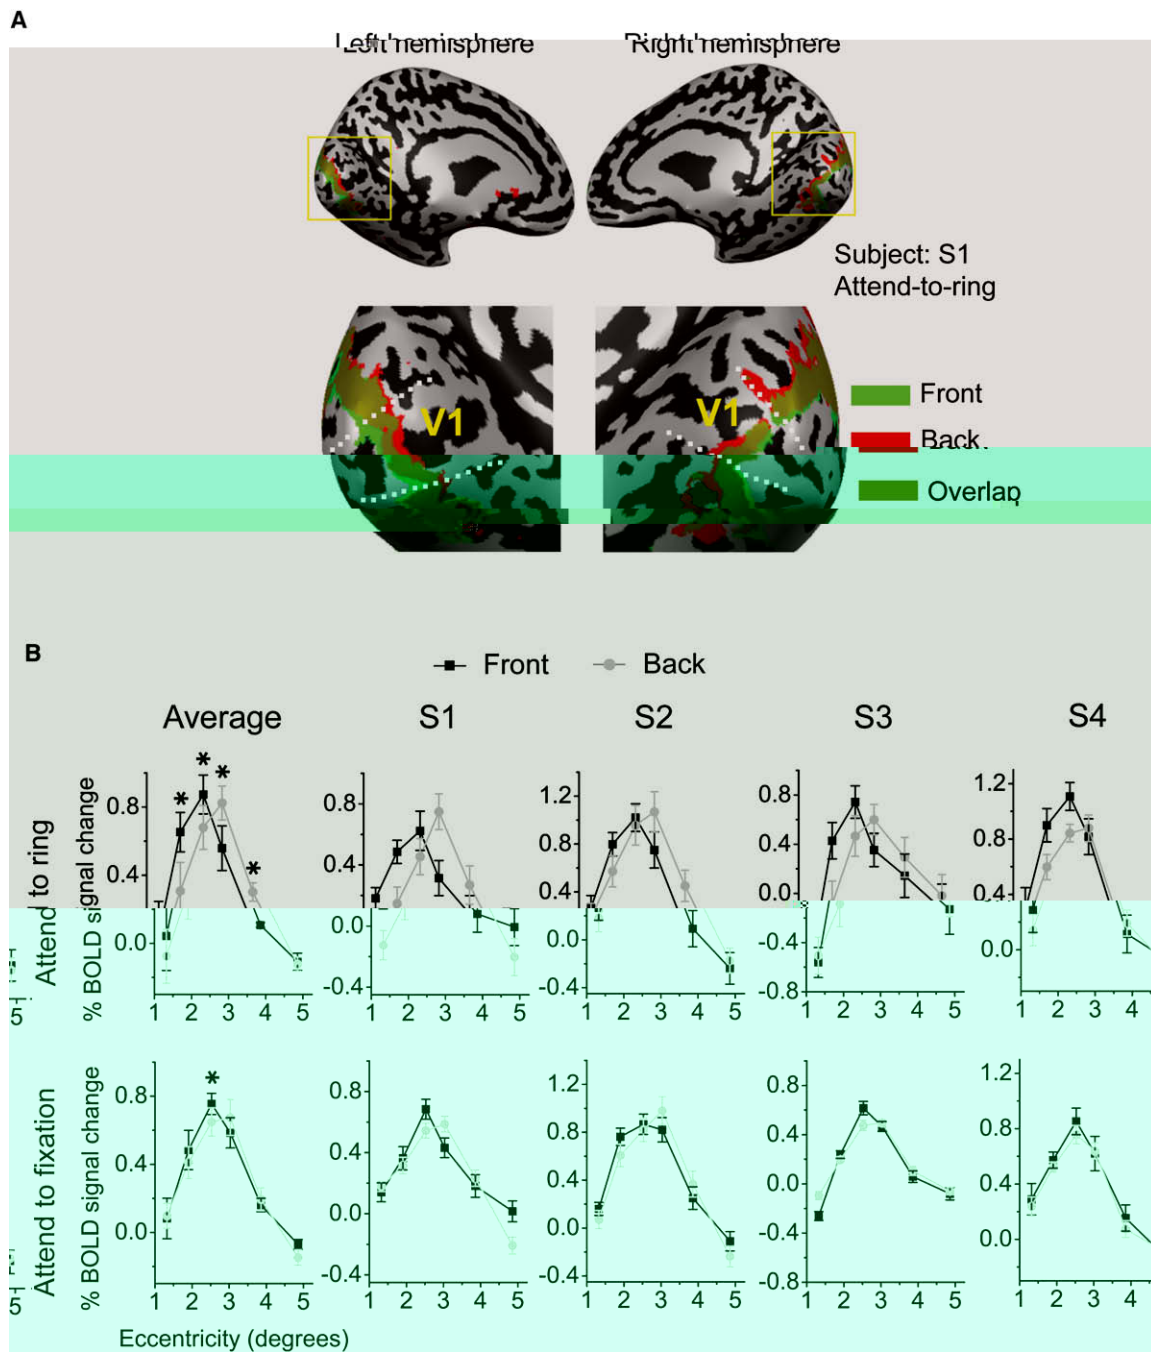 A
Left hemisphere Right hemisphere
Subject: S1
Attend-to-ring
V1 V1
Front
Back
Overlap
B
Front Back
Average S1 S2 S3 S4
Attend to ring
% BOLD signal change
0.8 0.4 0.0
0.8 0.4 0.0 -0.4
1.2 0.8 0.4 0.0 -0.4
0.8 0.4 0.0 -0.4 -0.8
1.2 0.8 0.4 0.0
1 2 3 4 5 1 2 3 4 5 1 2 3 4 5 1 2 3 4 5 1 2 3 4
Attend to fixation
% BOLD signal change
0.8 0.4 0.0
0.8 0.4 0.0 -0.4
1.2 0.8 0.4 0.0 -0.4
0.8 0.4 0.0 -0.4 -0.8
1.2 0.8 0.4 0.0
1 2 3 4 5 1 2 3 4 5 1 2 3 4 5 1 2 3 4 5 1 2 3 4
Eccentricity (degrees)